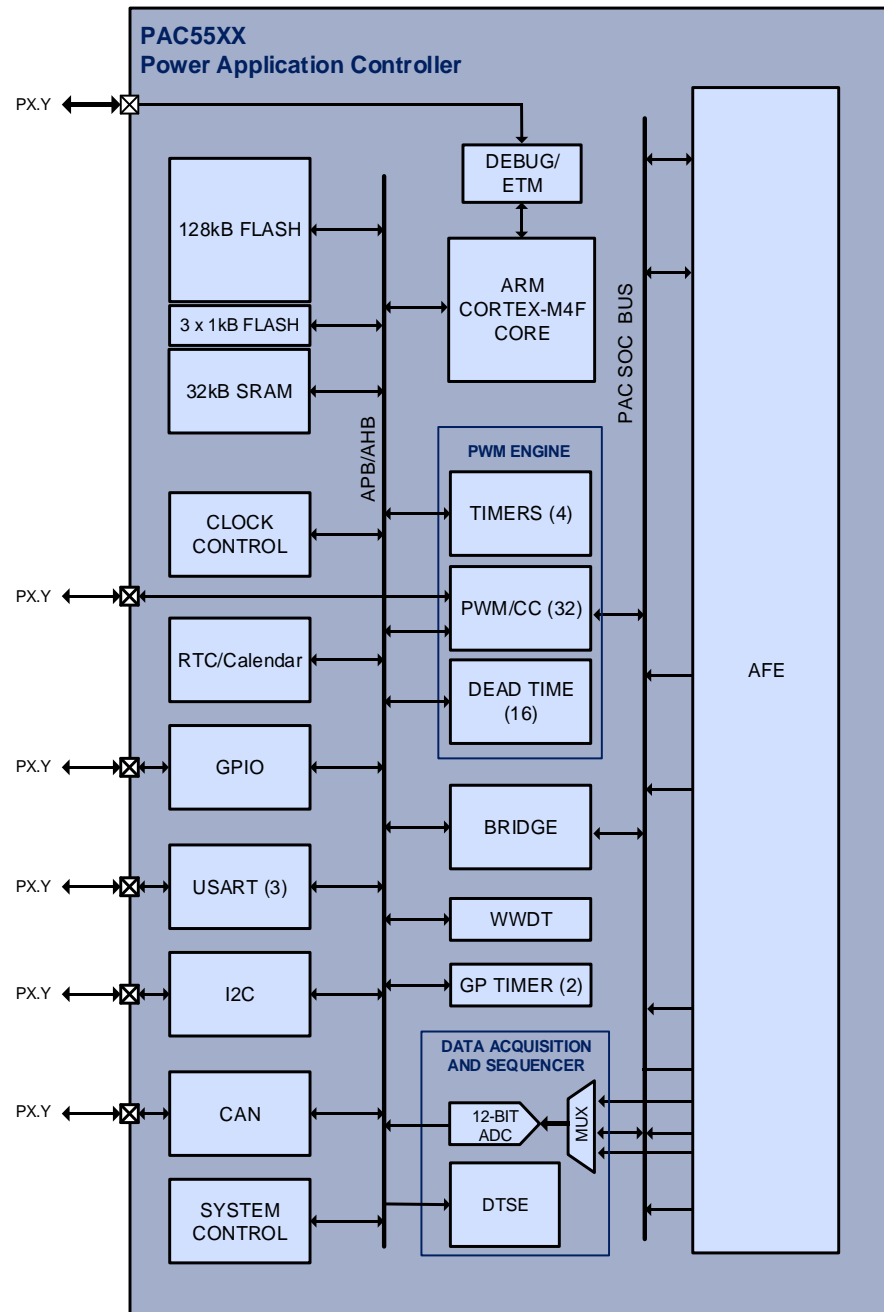 PAC55XX
Power Application Controller
PX.Y
DEBUG/
ETM
128kB FLASH
ARM
CORTEX-M4F
CORE
3 x 1kB FLASH
32kB SRAM
APB/AHB
PAC SOC BUS
PWM ENGINE
TIMERS (4)
CLOCK
CONTROL
PX.Y
PWM/CC (32)
RTC/Calendar
DEAD TIME
(16)
AFE
PX.Y
GPIO
BRIDGE
PX.Y
USART (3)
WWDT
PX.Y
I2C
GP TIMER (2)
DATA ACQUISITION
AND SEQUENCER
PX.Y
CAN
12-BIT
ADC
MUX
SYSTEM
CONTROL
DTSE